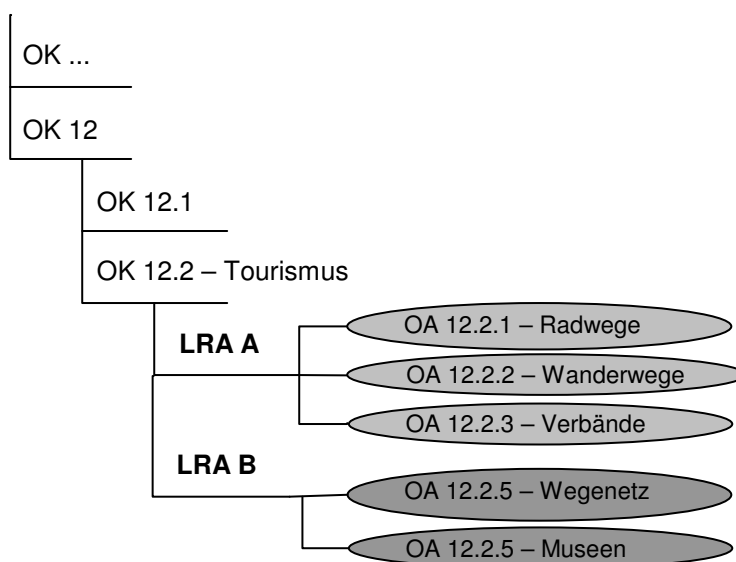 OK ...
OK 12
OK 12.1
OK 12.2 – Tourismus
LRA A
OA 12.2.1 – Radwege
OA 12.2.2 – Wanderwege
OA 12.2.3 – Verbände
LRA B
OA 12.2.5 – Wegenetz
OA 12.2.5 – Museen